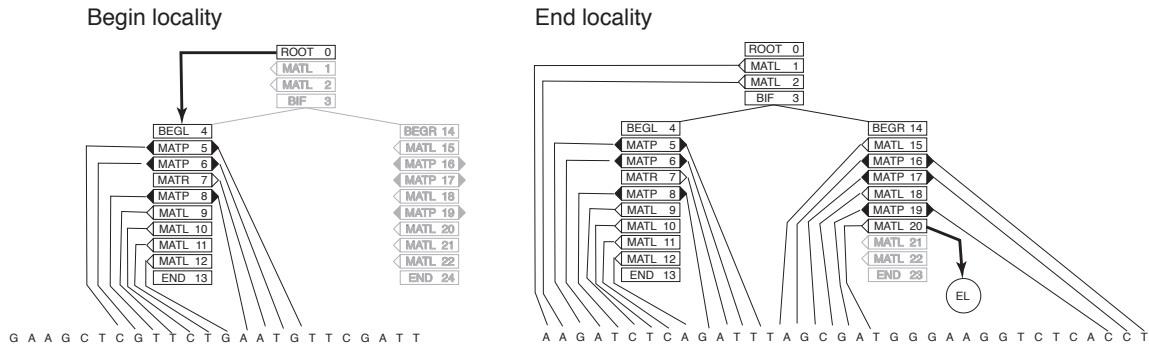 Begin locality
ROOT 0
MATL 1
MATL 2
BIF 3
BEGL 4
MATP 5
MATP 6
MATR 7
MATP 8
MATL 9
MATL 10
MATL 11
MATL 12
END 13
BEGR 14
MATL 15
MATP 16
MATP 17
MATL 18
MATP 19
MATL 20
MATL 21
MATL 22
END 24
G A A G C T C G T T C T G A A T G T T C G A T T
End locality
ROOT 0
MATL 1
MATL 2
BIF 3
BEGL 4
MATP 5
MATP 6
MATR 7
MATP 8
MATL 9
MATL 10
MATL 11
MATL 12
END 13
BEGR 14
MATL 15
MATP 16
MATP 17
MATL 18
MATP 19
MATL 20
MATL 21
MATL 22
END 23
EL
A A G A T C T C A G A T T T A G C G A T G G G A A G G T C T C A C C T